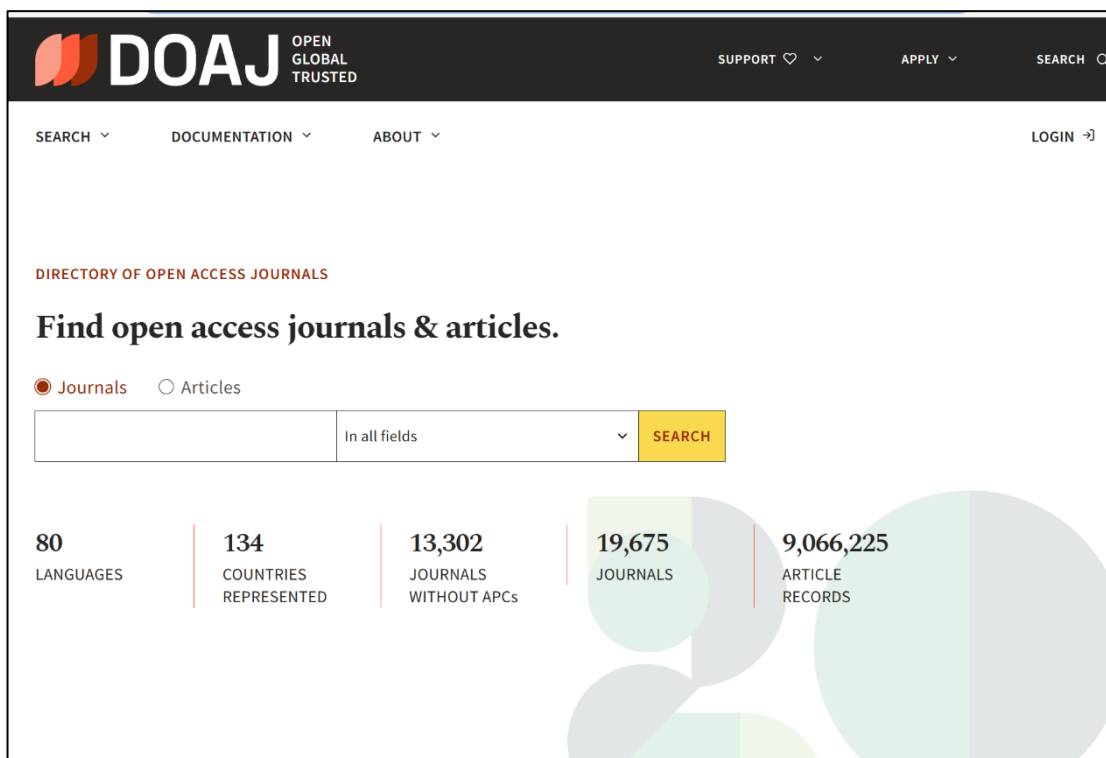 DOAJ
OPEN
GLOBAL
TRUSTED
SUPPORT
APPLY
SEARCH
SEARCH
DOCUMENTATION
ABOUT
LOGIN
DIRECTORY OF OPEN ACCESS JOURNALS
Find open access journals & articles.
Journals
Articles
In all fields
SEARCH
80
LANGUAGES
134
COUNTRIES
REPRESENTED
13,302
JOURNALS
WITHOUT APCs
19,675
JOURNALS
9,066,225
ARTICLE
RECORDS